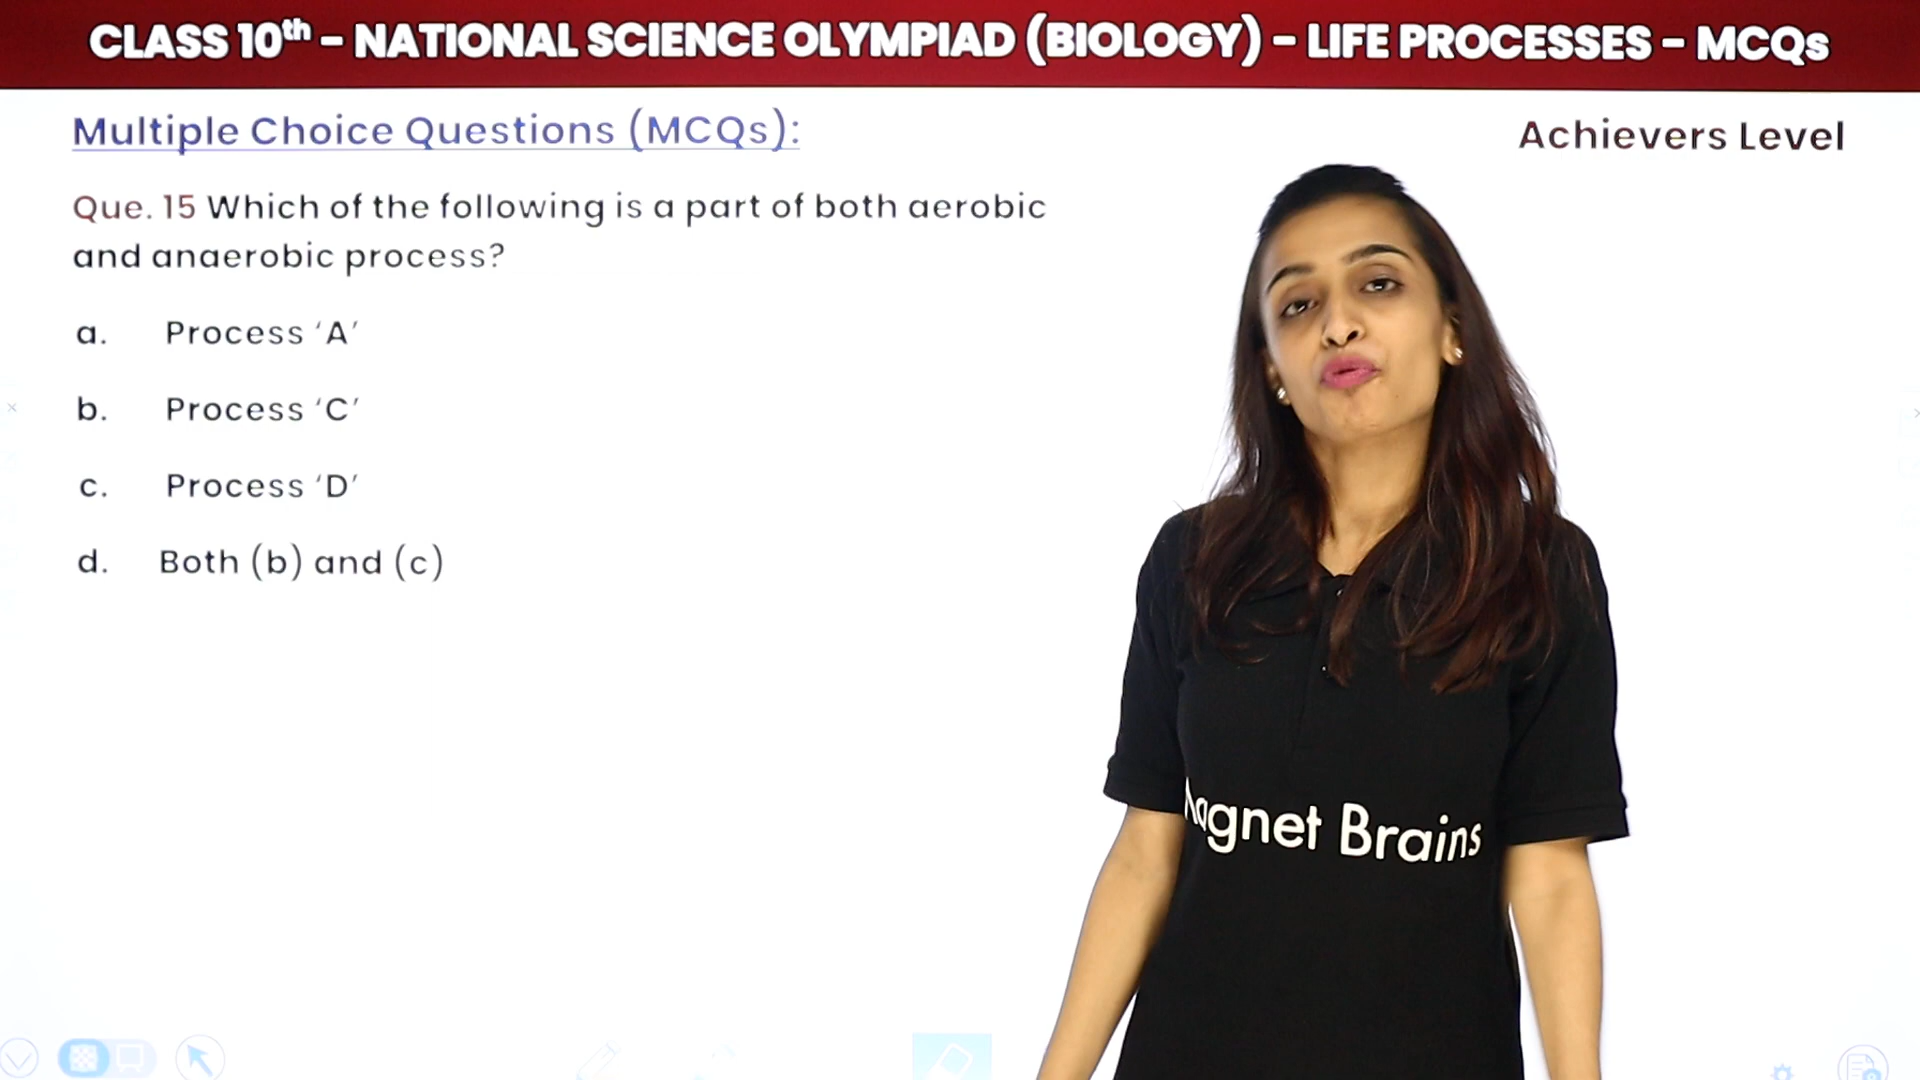 CLASS 10th – NATIONAL SCIENCE OLYMPIAD (BIOLOGY) – LIFE PROCESSES – MCQs
Multiple Choice Questions (MCQs):
Achievers Level
Que. 15 Which of the following is a part of both aerobic
and anaerobic process?
a. Process ‘A’
b. Process ‘C’
c. Process ‘D’
d. Both (b) and (c)
Magnet Brains